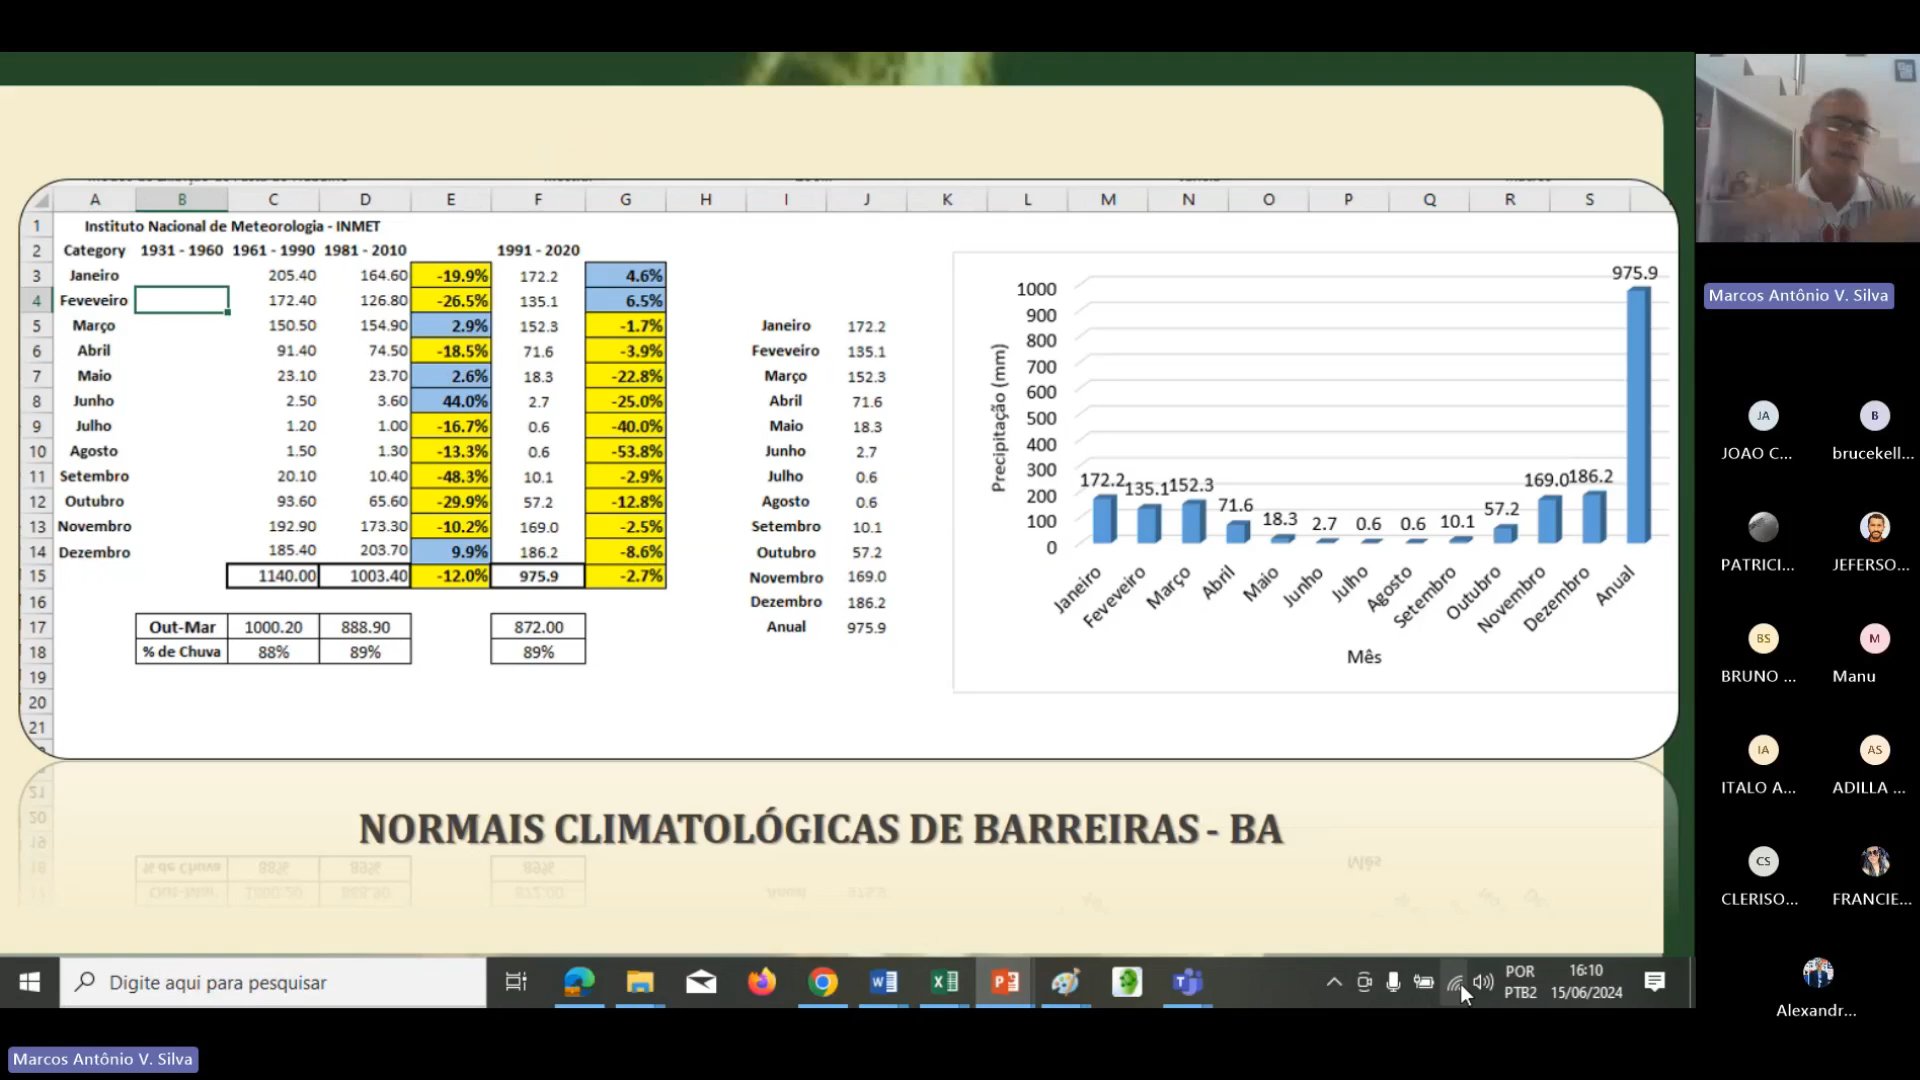 A B C D E F G H I J K L M N O P Q R S
1 Instituto Nacional de Meteorologia - INMET
2 Category 1931 - 1960 1961 - 1990 1981 - 2010 1991 - 2020
3 Janeiro 205.40 164.60 -19.9% 172.2 4.6%
4 Feveveiro 172.40 126.80 -26.5% 135.1 6.5%
5 Março 150.50 154.90 2.9% 152.3 -1.7%
6 Abril 91.40 74.50 -18.5% 71.6 -3.9%
7 Maio 23.10 23.70 2.6% 18.3 -22.8%
8 Junho 2.50 3.60 44.0% 2.7 -25.0%
9 Julho 1.20 1.00 -16.7% 0.6 -40.0%
10 Agosto 1.50 1.30 -13.3% 0.6 -53.8%
11 Setembro 20.10 10.40 -48.3% 10.1 -2.9%
12 Outubro 93.60 65.60 -29.9% 57.2 -12.8%
13 Novembro 192.90 173.30 -10.2% 169.0 -2.5%
14 Dezembro 185.40 203.70 9.9% 186.2 -8.6%
15 1140.00 1003.40 -12.0% 975.9 -2.7%
16
17 Out-Mar 1000.20 888.90 872.00
18 % de Chuva 88% 89% 89%
19
20
21
Janeiro 172.2
Feveveiro 135.1
Março 152.3
Abril 71.6
Maio 18.3
Junho 2.7
Julho 0.6
Agosto 0.6
Setembro 10.1
Outubro 57.2
Novembro 169.0
Dezembro 186.2
Anual 975.9
Precipitação (mm)
1000
900
800
700
600
500
400
300
200
100
0
172.2 135.1 152.3 71.6 18.3 2.7 0.6 0.6 10.1 57.2 169.0 186.2 975.9
Janeiro Feveveiro Março Abril Maio Junho Julho Agosto Setembro Outubro Novembro Dezembro Anual
Mês
NORMAIS CLIMATOLÓGICAS DE BARREIRAS - BA
Digite aqui para pesquisar
POR
PTB2
16:10
15/06/2024
Marcos Antônio V. Silva
Marcos Antônio V. Silva
JA B
JOAO C... brucekell...
PATRICI... JEFERSO...
BS M
BRUNO ... Manu
IA AS
ITALO A... ADILLA ...
CS
CLERISO... FRANCIE...
Alexandr...